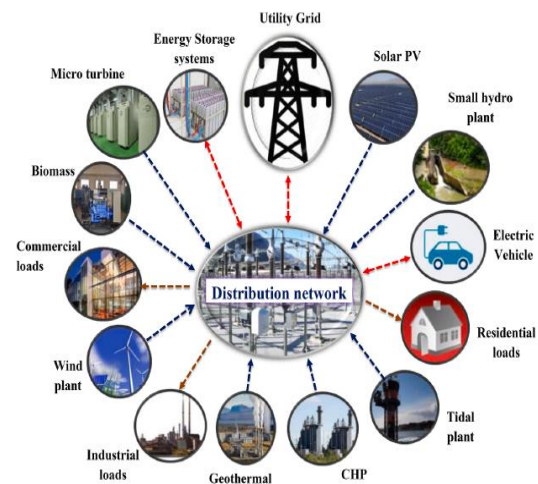 Utility Grid
Energy Storage
systems
Solar PV
Micro turbine
Small hydro
plant
Biomass
Electric
Vehicle
Commercial
loads
Distribution network
Residential
loads
Wind
plant
Tidal
plant
Industrial
loads
Geothermal
CHP